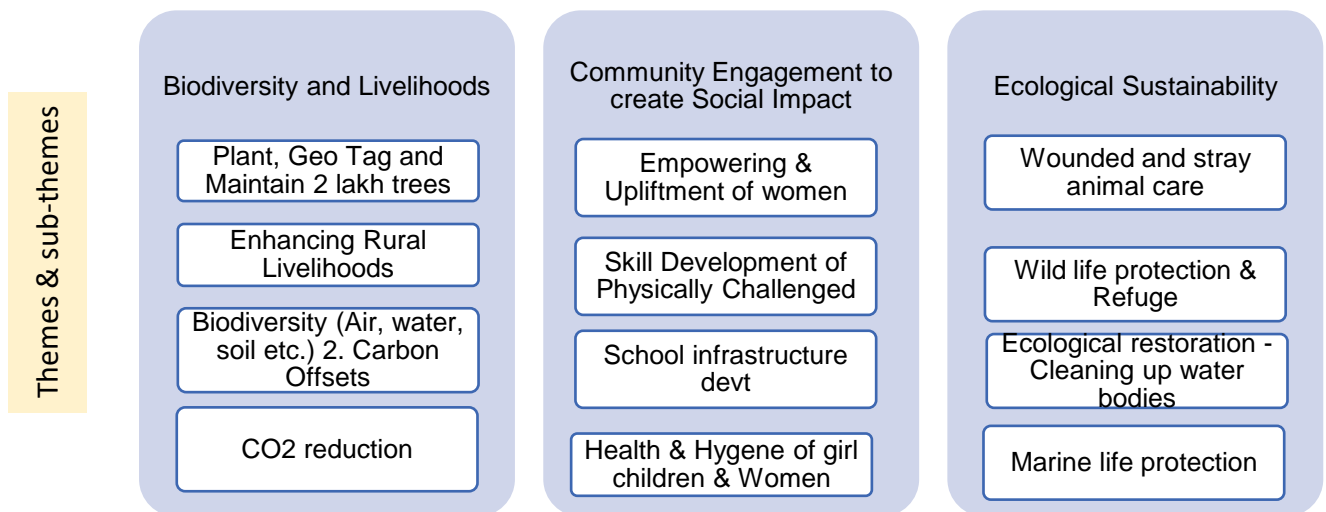 Themes & sub-themes
Biodiversity and Livelihoods
Plant, Geo Tag and
Maintain 2 lakh trees
Enhancing Rural
Livelihoods
Biodiversity (Air, water,
soil etc.) 2. Carbon
Offsets
CO2 reduction
Community Engagement to
create Social Impact
Empowering &
Upliftment of women
Skill Development of
Physically Challenged
School infrastructure
devt
Health & Hygene of girl
children & Women
Ecological Sustainability
Wounded and stray
animal care
Wild life protection &
Refuge
Ecological restoration -
Cleaning up water
bodies
Marine life protection